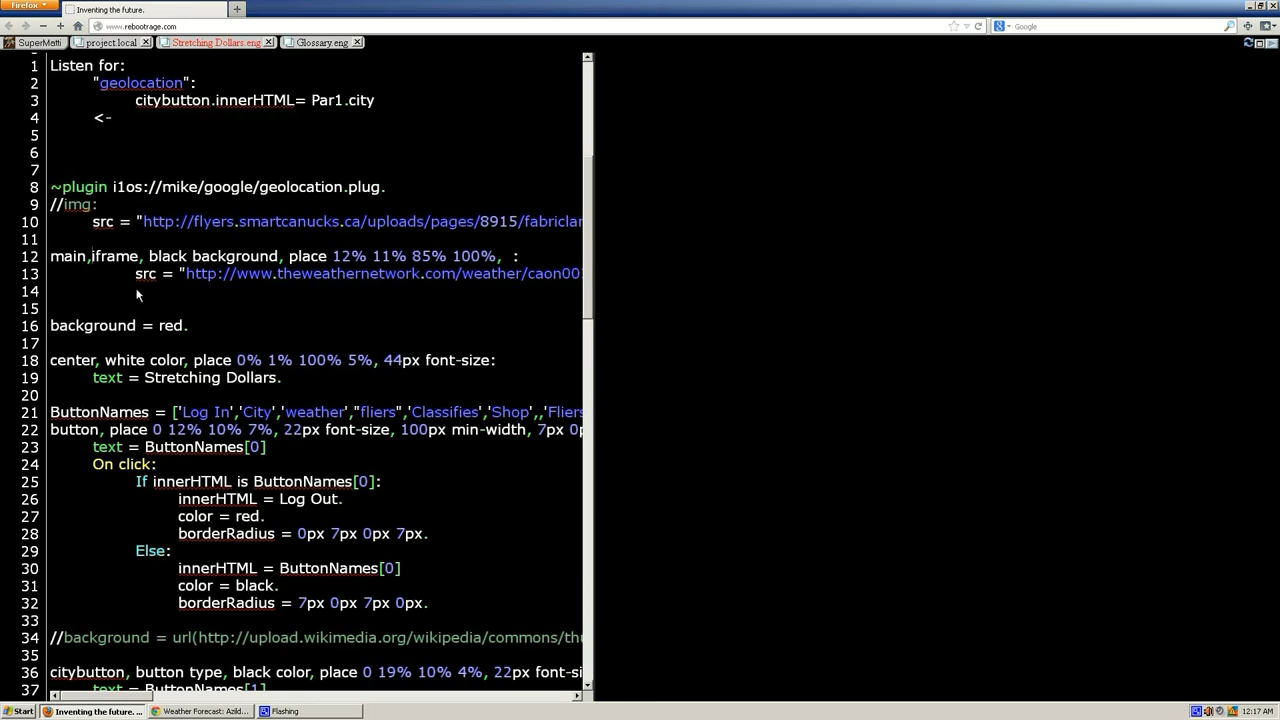 Firefox
Inventing the future.
www.rebootrage.com
Google
SuperMatti
project.local
Stretching Dollars.eng
Glossary.eng
1 Listen for:
2 "geolocation":
3 citybutton.innerHTML= Par1.city
4 <-
5
6
7
8 ~plugin i1os://mike/google/geolocation.plug.
9 //img:
10 src = "http://flyers.smartcanucks.ca/uploads/pages/8915/fabriclan
11
12 main,iframe, black background, place 12% 11% 85% 100%, :
13 src = "http://www.theweathernetwork.com/weather/caon00
14
15
16 background = red.
17
18 center, white color, place 0% 1% 100% 5%, 44px font-size:
19 text = Stretching Dollars.
20
21 ButtonNames = ['Log In','City','weather',"fliers",'Classifies','Shop',,'Fliers
22 button, place 0 12% 10% 7%, 22px font-size, 100px min-width, 7px 0p
23 text = ButtonNames[0]
24 On click:
25 If innerHTML is ButtonNames[0]:
26 innerHTML = Log Out.
27 color = red.
28 borderRadius = 0px 7px 0px 7px.
29 Else:
30 innerHTML = ButtonNames[0]
31 color = black.
32 borderRadius = 7px 0px 7px 0px.
33
34 //background = url(http://upload.wikimedia.org/wikipedia/commons/thu
35
36 citybutton, button type, black color, place 0 19% 10% 4%, 22px font-si
37 text = ButtonNames[1]
Start
Inventing the future. ...
Weather Forecast: Azild...
Flashing
12:17 AM